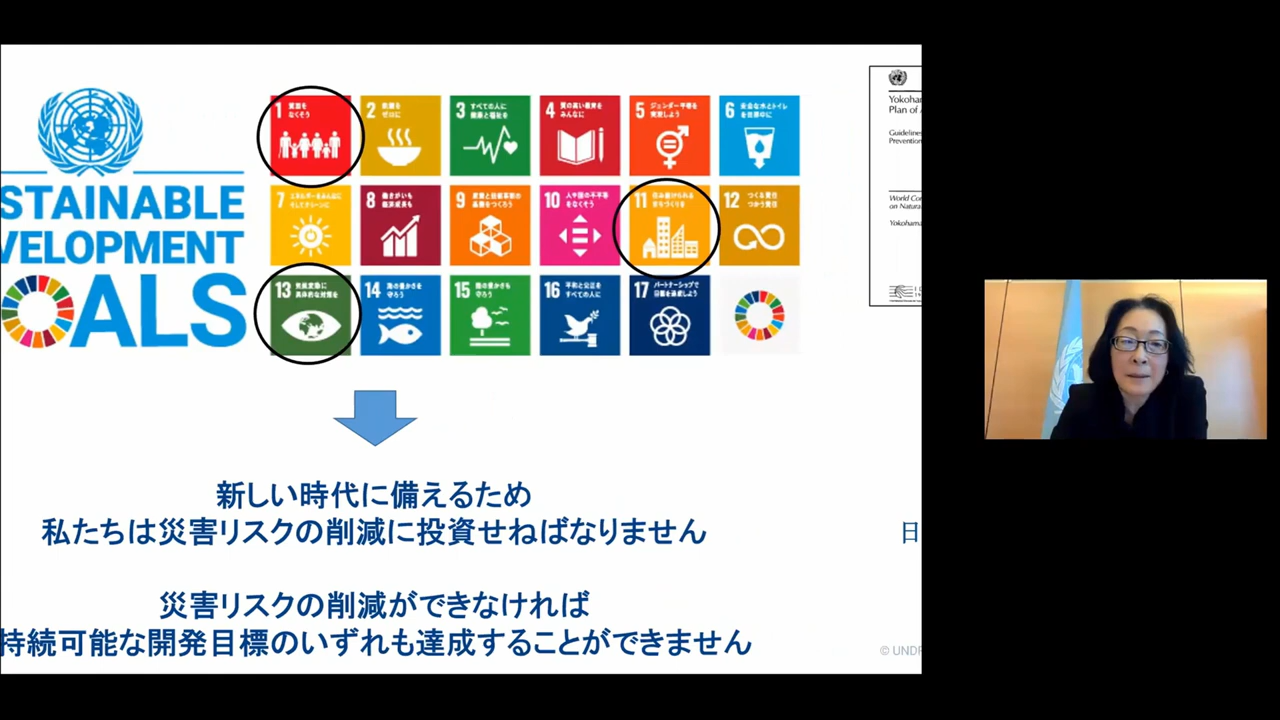 STAINABLE
VELOPMENT
ALS
1 貧困を
なくそう
2 飢餓を
ゼロに
3 すべての人に
健康と福祉を
4 質の高い教育を
みんなに
5 ジェンダー平等を
実現しよう
6 安全な水とトイレ
を世界中に
7 エネルギーをみんなに
そしてクリーンに
8 働きがいも
経済成長も
9 産業と技術革新の
基盤をつくろう
10 人や国の不平等
をなくそう
11 住み続けられる
まちづくりを
12 つくる責任
つかう責任
13 気候変動に
具体的な対策を
14 海の豊かさを
守ろう
15 陸の豊かさも
守ろう
16 平和と公正を
すべての人に
17 パートナーシップで
目標を達成しよう
新しい時代に備えるため
私たちは災害リスクの削減に投資せねばなりません
災害リスクの削減ができなければ
持続可能な開発目標のいずれも達成することができません
Yokoham
Plan of
Guidelines
Prevention
World Con
on Natura
Yokohama
日
© UNDR